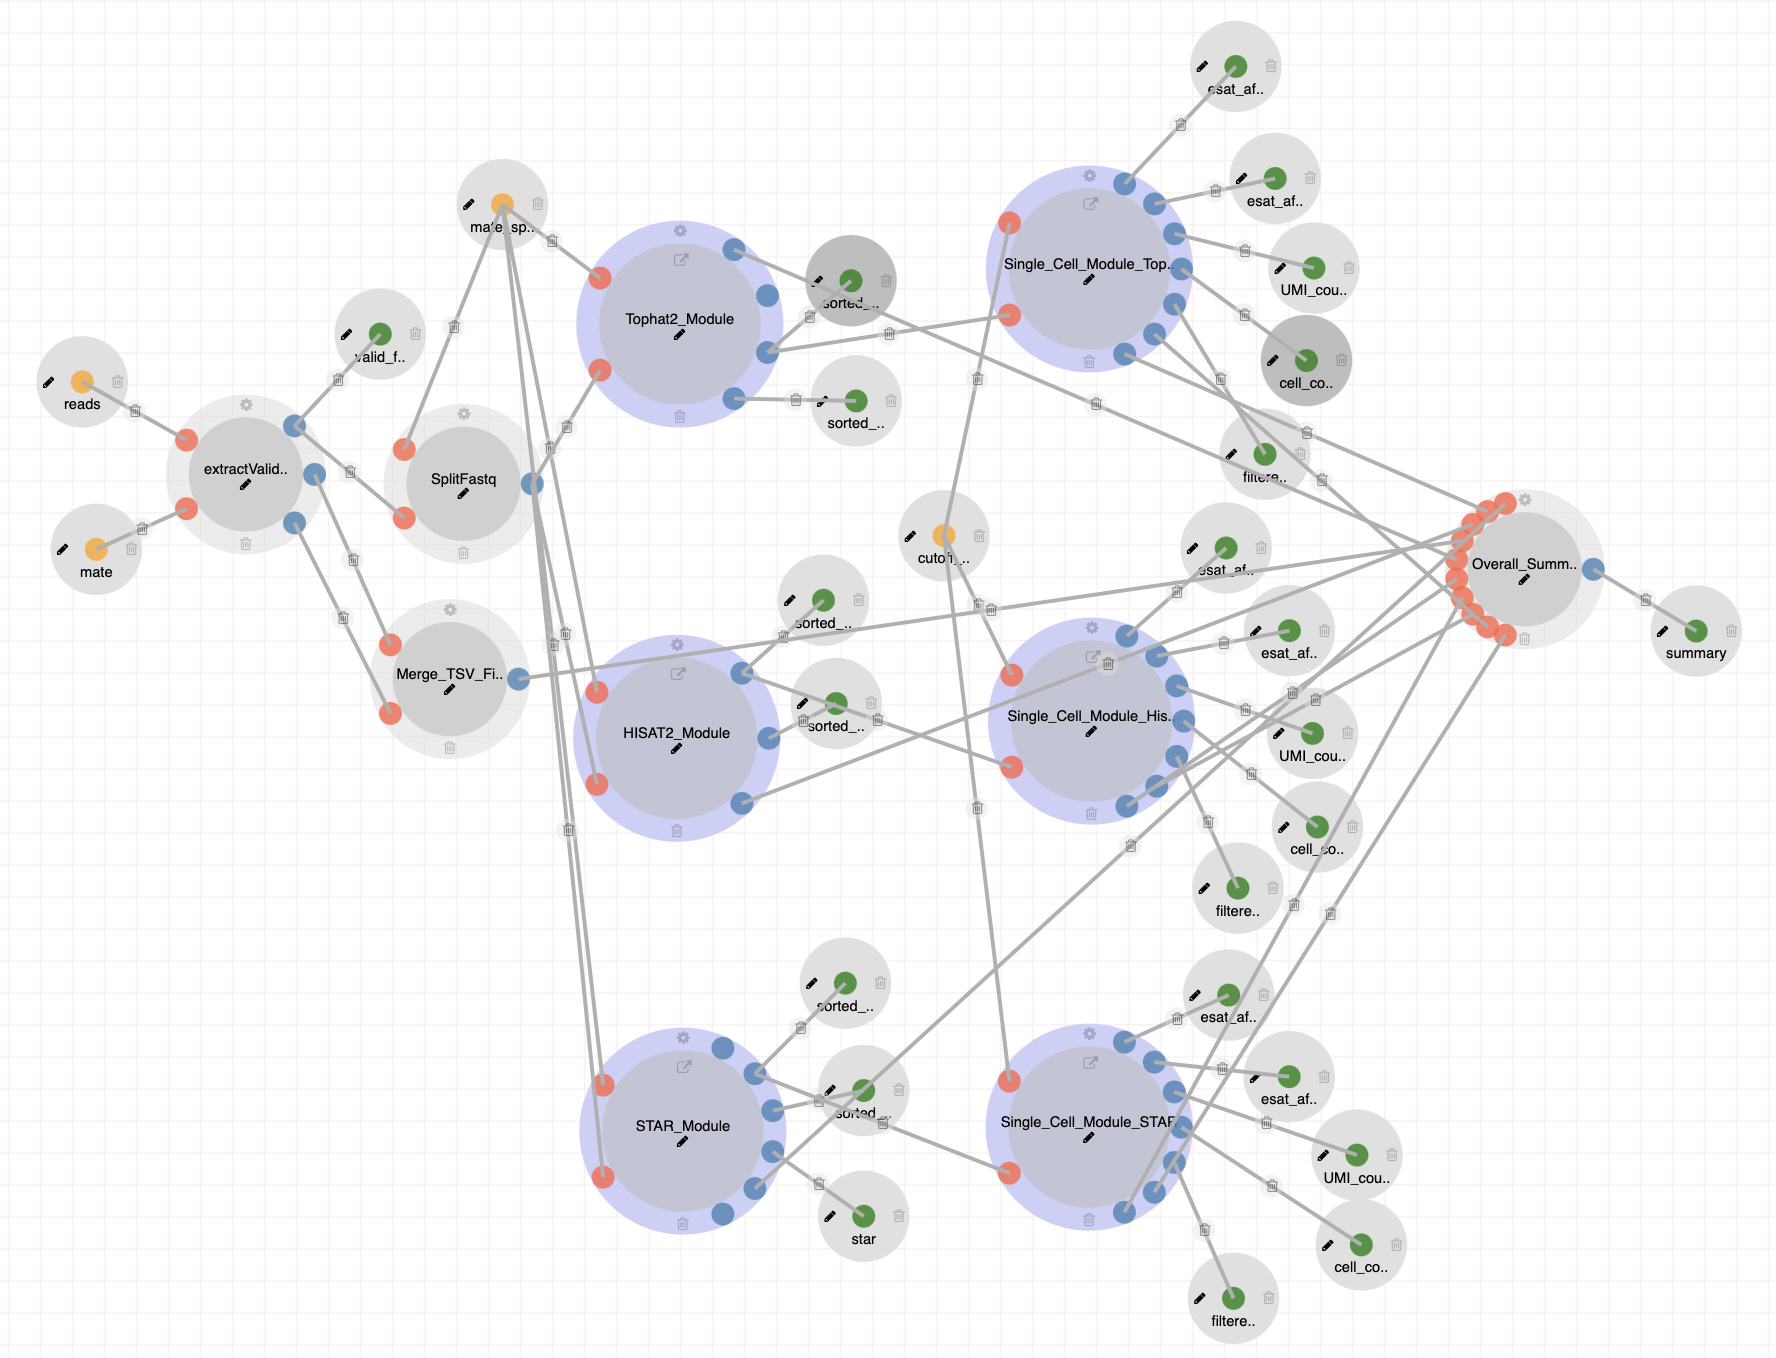 esat_af..
esat_af..
mate_sp..
Single_Cell_Module_Top..
UMI_cou..
sorted_..
Tophat2_Module
valid_f..
cell_co..
reads
sorted_..
extractValid..
SplitFastq
filtere..
cutoff_..
esat_af..
Overall_Summ..
mate
sorted_..
esat_af..
summary
Merge_TSV_Fi..
Single_Cell_Module_His..
sorted_..
HISAT2_Module
UMI_cou..
cell_co..
filtere..
sorted_..
esat_af..
esat_af..
sorted_..
STAR_Module
Single_Cell_Module_STAR
UMI_cou..
star
cell_co..
filtere..